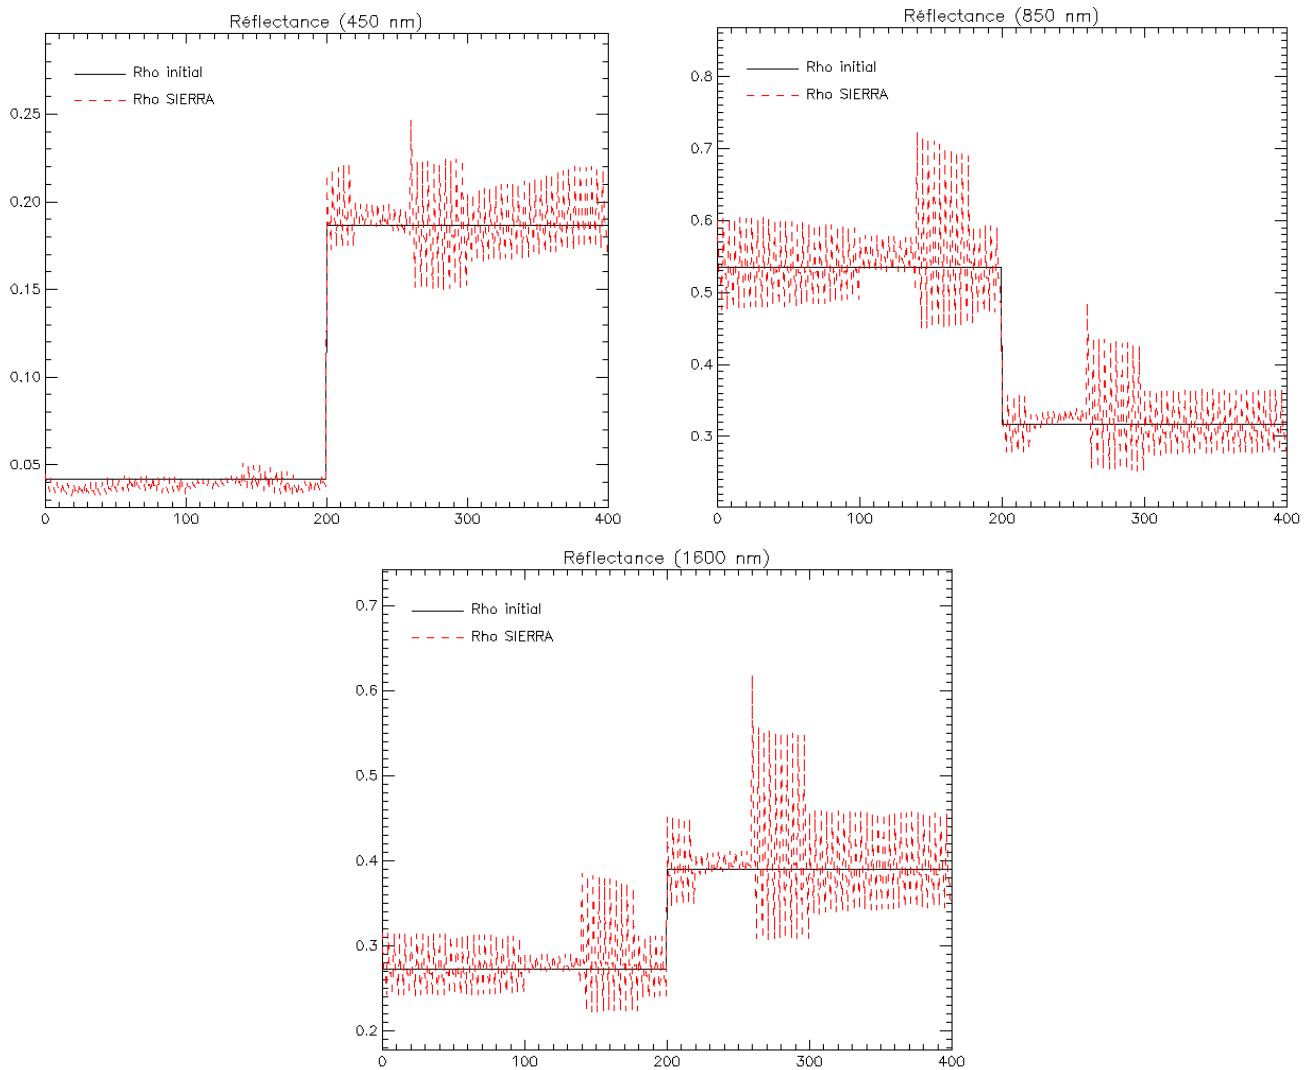 Réflectance (450 nm)
Rho initial
Rho SIERRA
0.25
0.20
0.15
0.10
0.05
0 100 200 300 400
Réflectance (850 nm)
Rho initial
Rho SIERRA
0.8
0.7
0.6
0.5
0.4
0.3
0 100 200 300 400
Réflectance (1600 nm)
Rho initial
Rho SIERRA
0.7
0.6
0.5
0.4
0.3
0.2
0 100 200 300 400